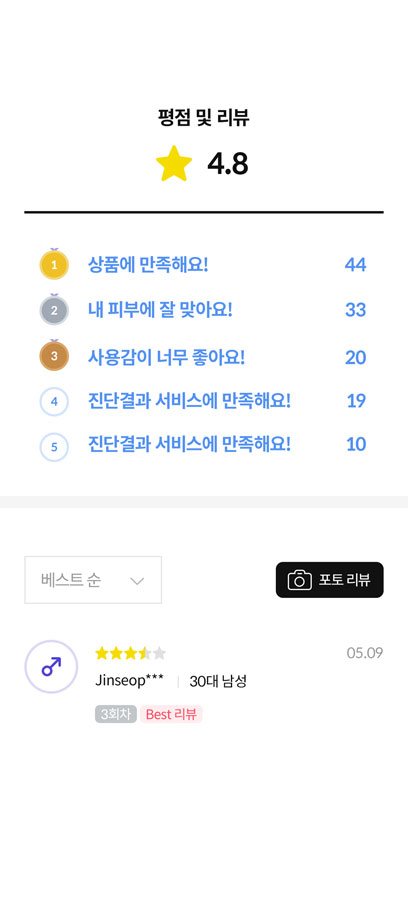 평점 및 리뷰
4.8
1 상품에 만족해요! 44
2 내 피부에 잘 맞아요! 33
3 사용감이 너무 좋아요! 20
4 진단결과 서비스에 만족해요! 19
5 진단결과 서비스에 만족해요! 10
베스트 순 포토 리뷰
05.09
Jinseop*** | 30대 남성
3회차 Best 리뷰